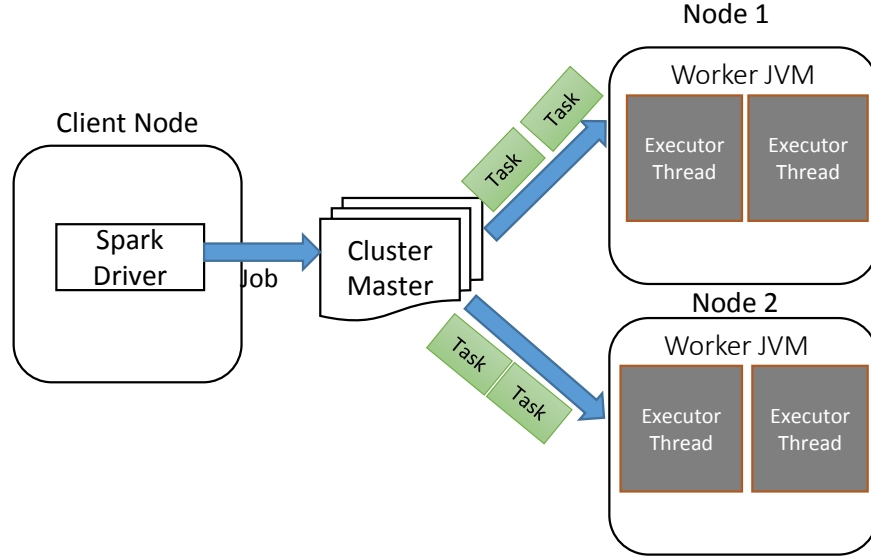 Client Node
Spark
Driver
Job
Cluster
Master
Task
Task
Task
Task
Node 1
Worker JVM
Executor
Thread
Executor
Thread
Node 2
Worker JVM
Executor
Thread
Executor
Thread